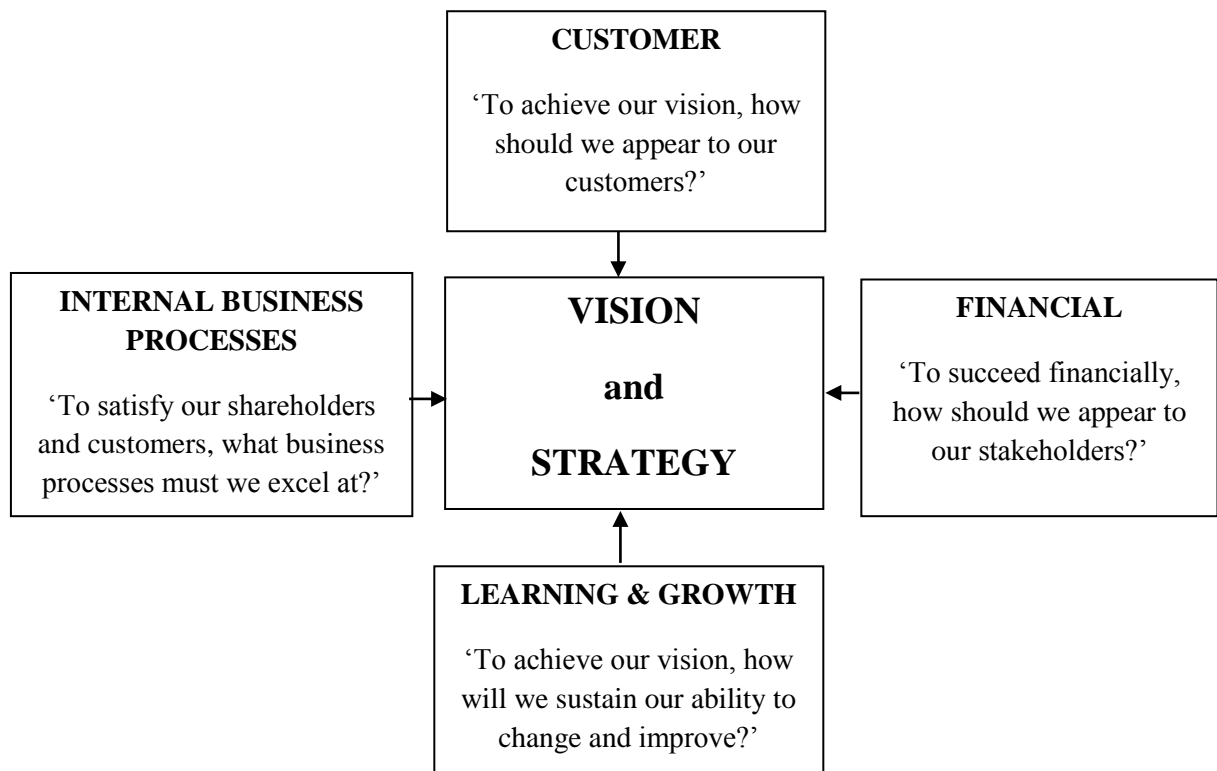 CUSTOMER
‘To achieve our vision, how
should we appear to our
customers?’
INTERNAL BUSINESS
PROCESSES
‘To satisfy our shareholders
and customers, what business
processes must we excel at?’
VISION
and
STRATEGY
FINANCIAL
‘To succeed financially,
how should we appear to
our stakeholders?’
LEARNING & GROWTH
‘To achieve our vision, how
will we sustain our ability to
change and improve?’